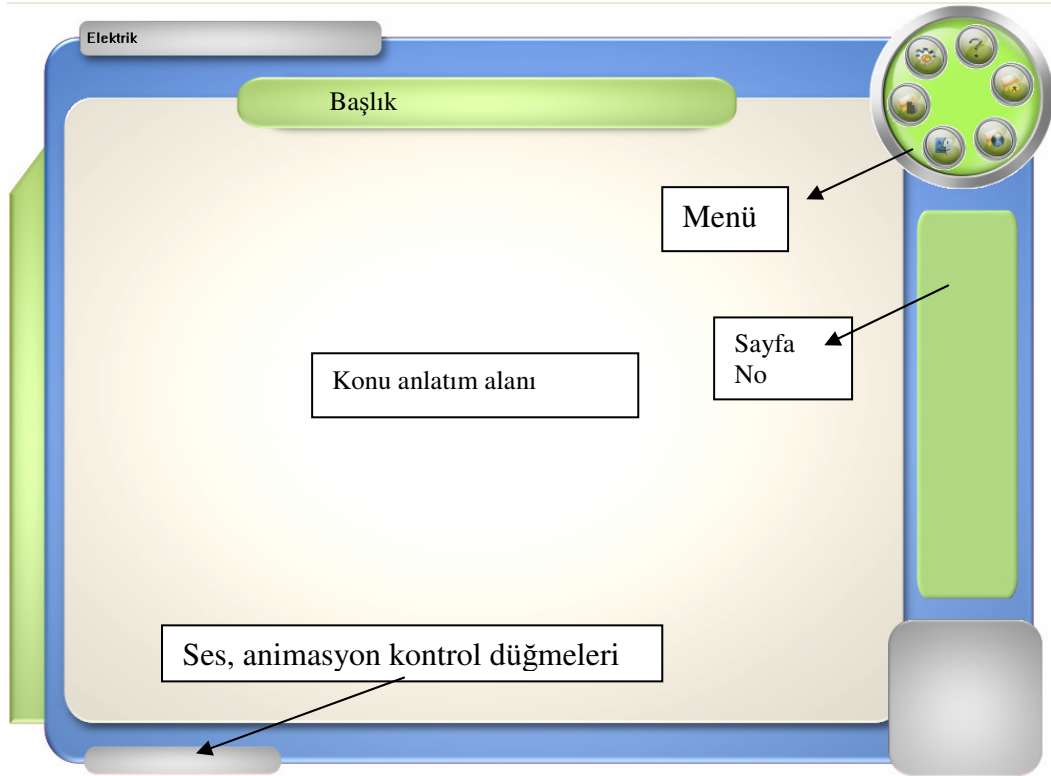 Elektrik
Başlık
Menü
Sayfa
No
Konu anlatım alanı
Ses, animasyon kontrol düğmeleri